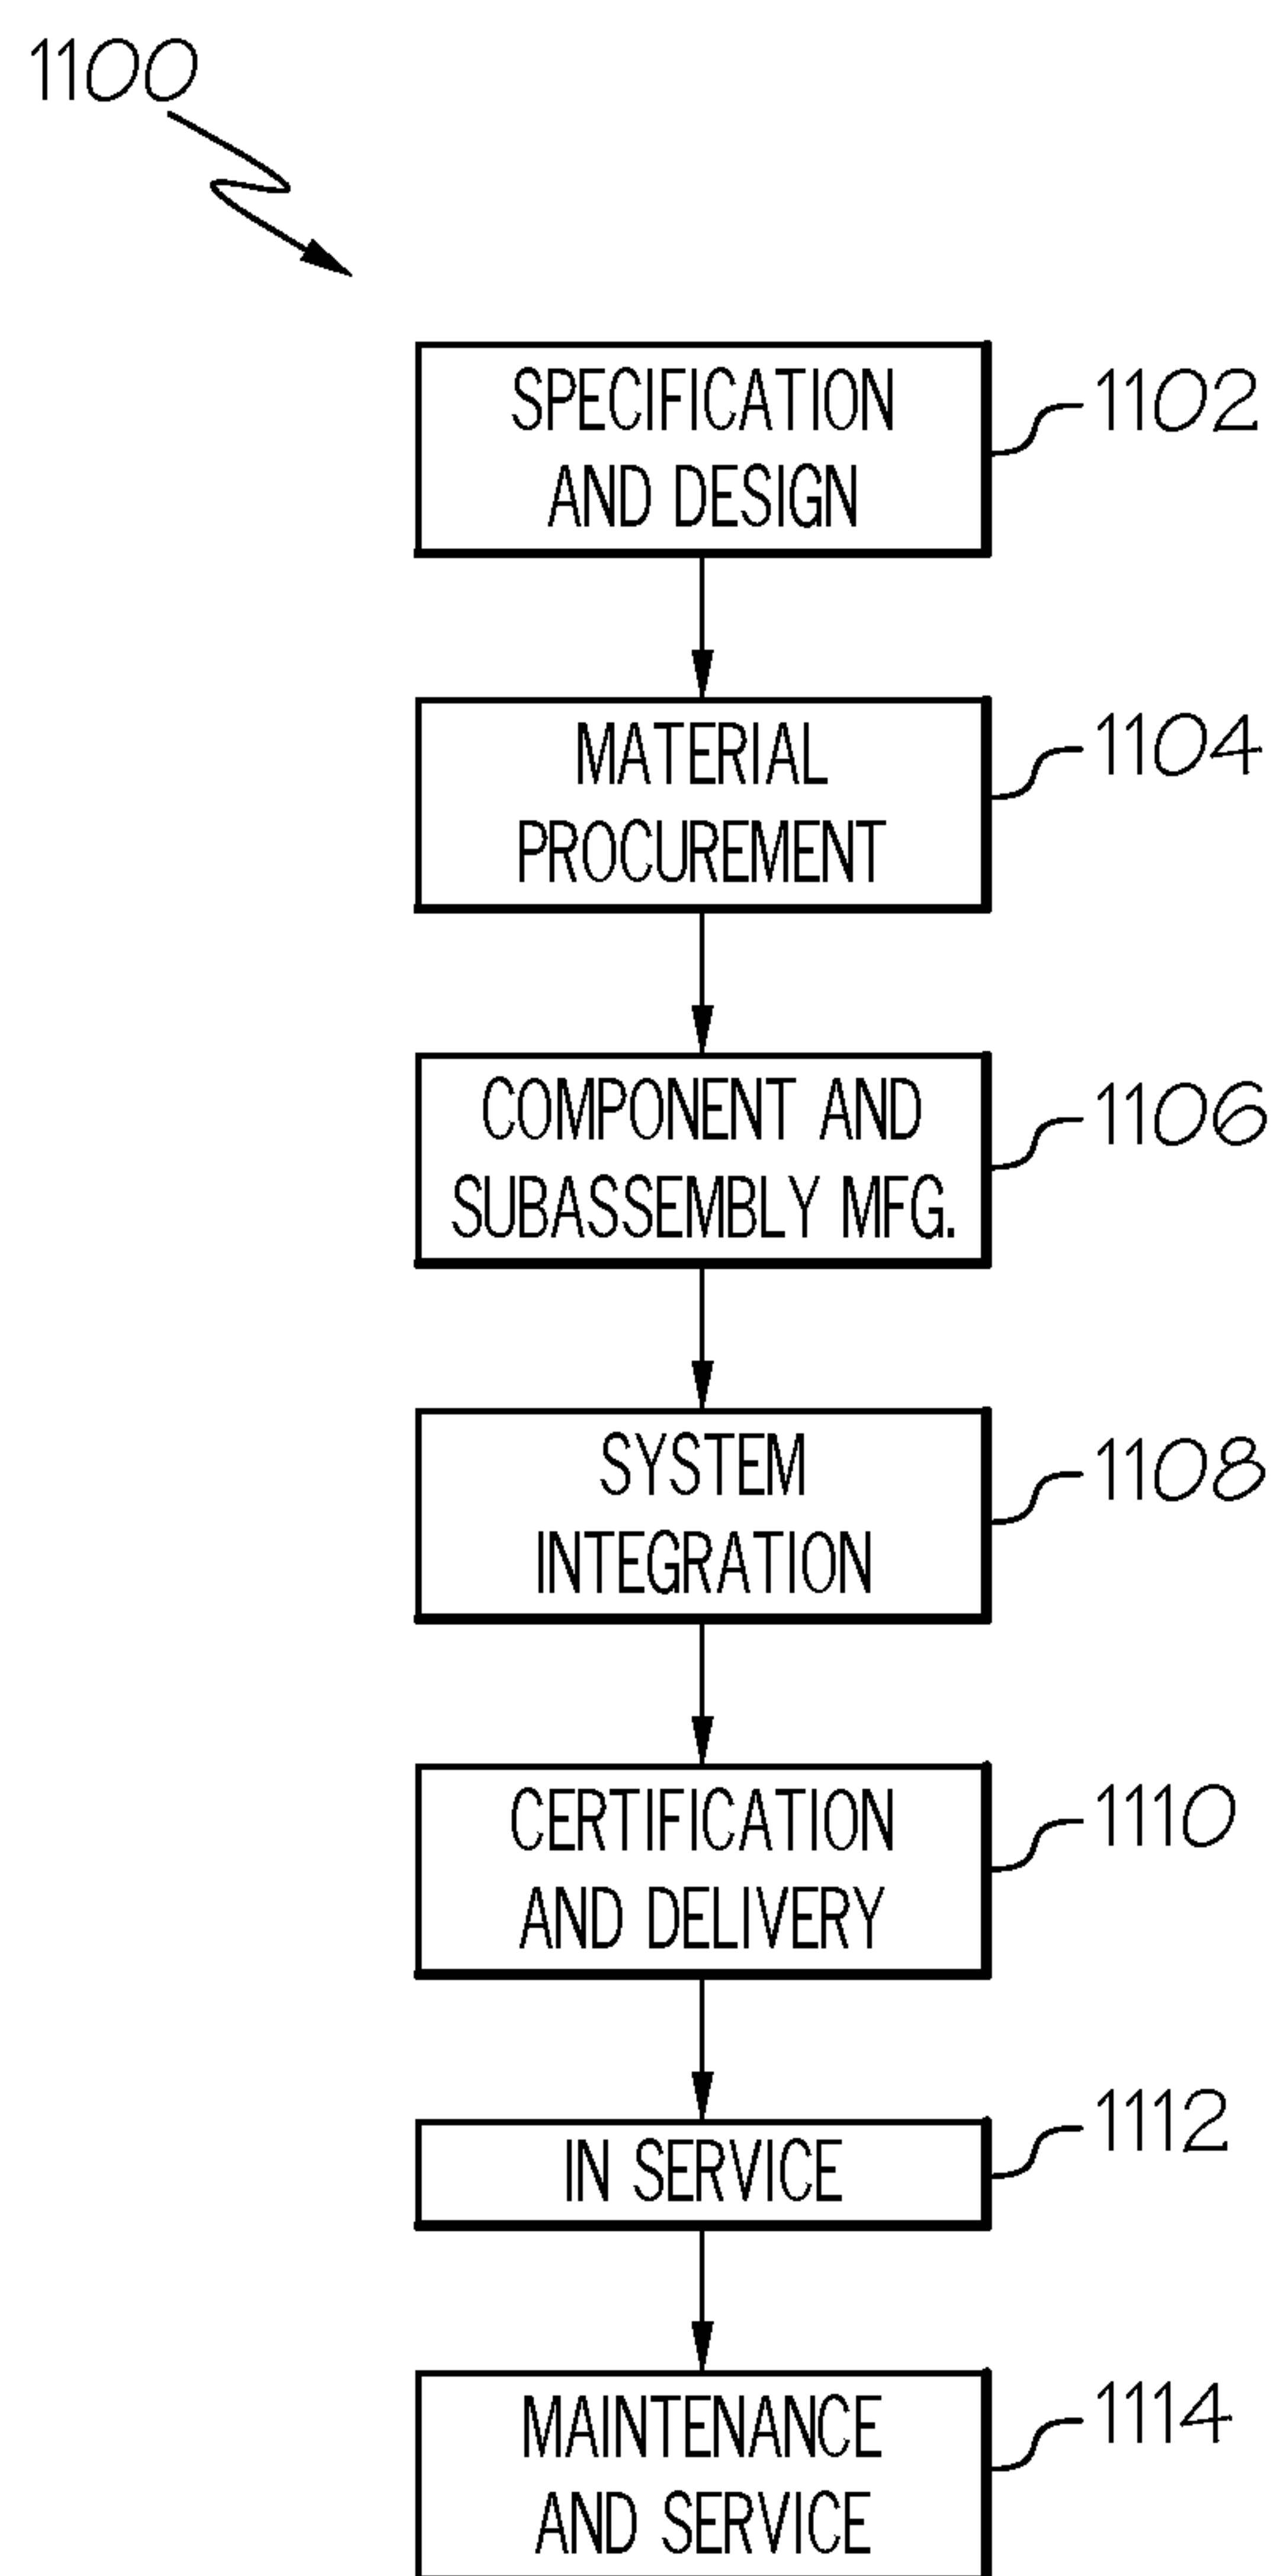 1100
SPECIFICATION
AND DESIGN
1102
MATERIAL
PROCUREMENT
1104
COMPONENT AND
SUBASSEMBLY MFG.
1106
SYSTEM
INTEGRATION
1108
CERTIFICATION
AND DELIVERY
1110
IN SERVICE
1112
MAINTENANCE
AND SERVICE
1114